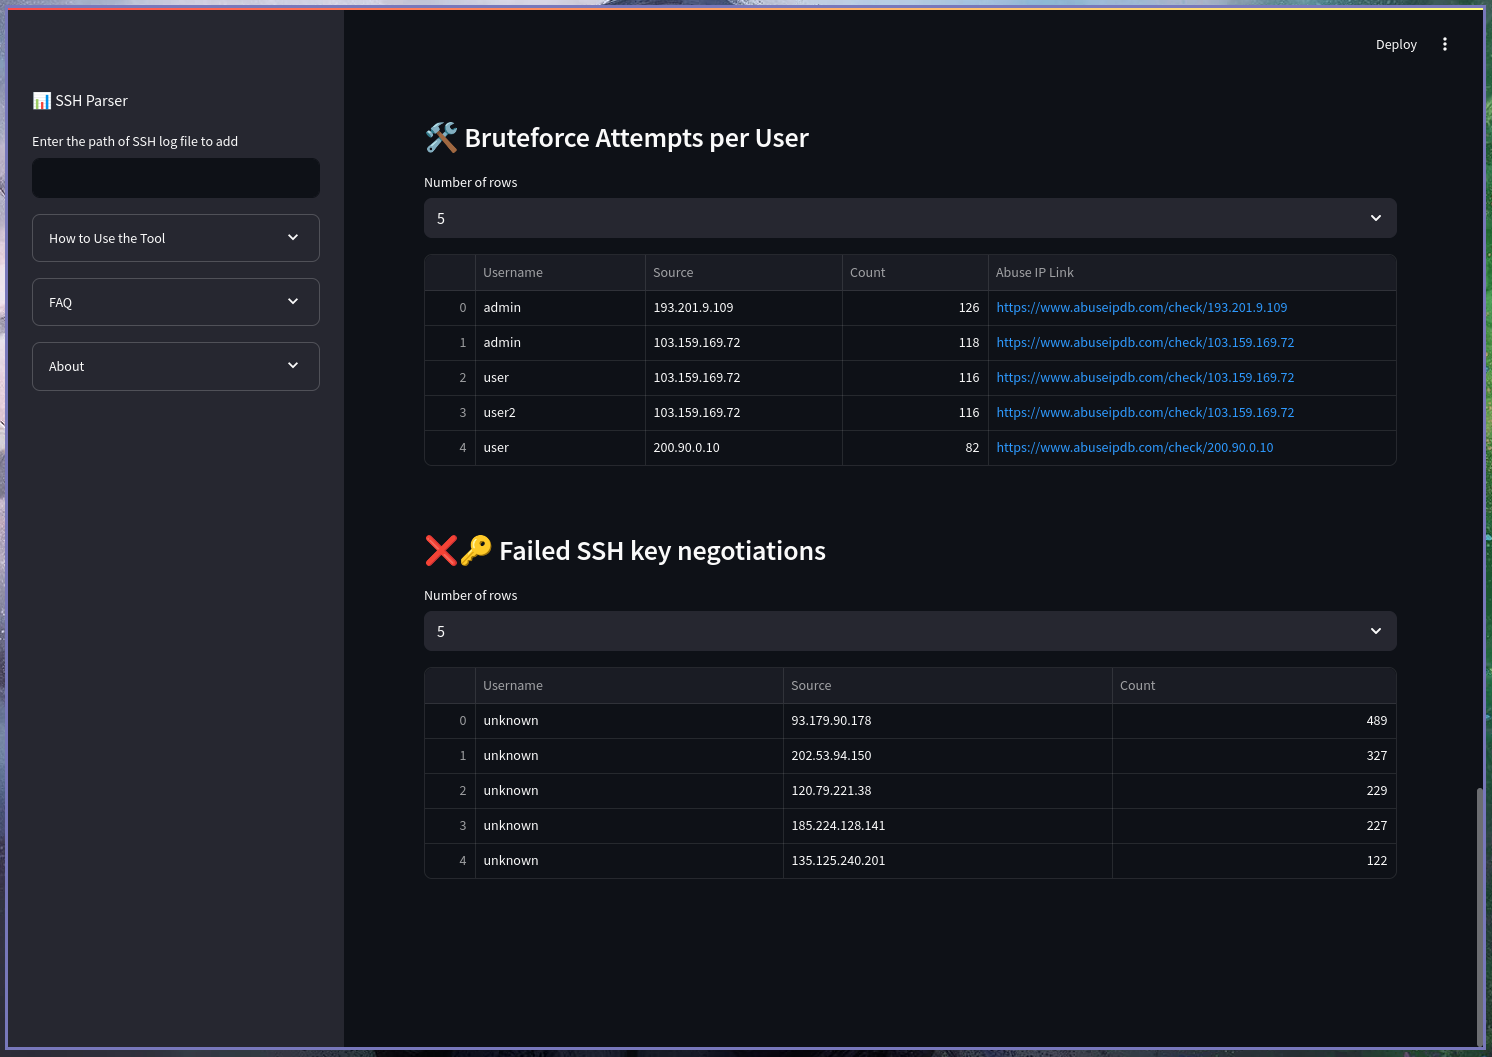 Deploy
📊 SSH Parser
Enter the path of SSH log file to add
How to Use the Tool
FAQ
About
🛠️ Bruteforce Attempts per User
Number of rows
5
Username Source Count Abuse IP Link
0 admin 193.201.9.109 126 https://www.abuseipdb.com/check/193.201.9.109
1 admin 103.159.169.72 118 https://www.abuseipdb.com/check/103.159.169.72
2 user 103.159.169.72 116 https://www.abuseipdb.com/check/103.159.169.72
3 user2 103.159.169.72 116 https://www.abuseipdb.com/check/103.159.169.72
4 user 200.90.0.10 82 https://www.abuseipdb.com/check/200.90.0.10
❌🔑 Failed SSH key negotiations
Number of rows
5
Username Source Count
0 unknown 93.179.90.178 489
1 unknown 202.53.94.150 327
2 unknown 120.79.221.38 229
3 unknown 185.224.128.141 227
4 unknown 135.125.240.201 122